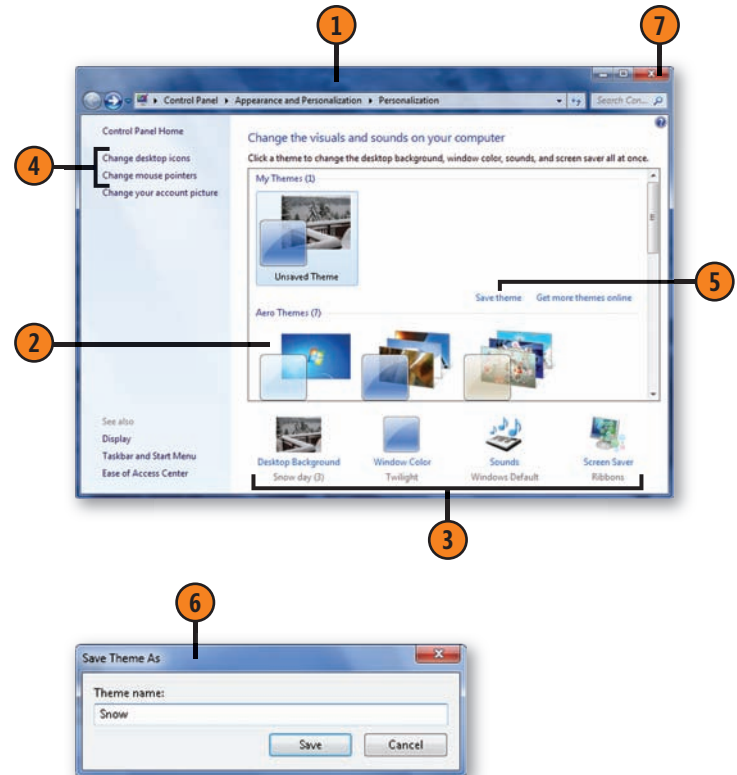 1
7
Control Panel ▸ Appearance and Personalization ▸ Personalization
Search Con...
Control Panel Home
Change the visuals and sounds on your computer
4
Change desktop icons
Click a theme to change the desktop background, window color, sounds, and screen saver all at once.
Change mouse pointers
My Themes (1)
Change your account picture
Unsaved Theme
5
Save theme
Get more themes online
Aero Themes (7)
2
See also
Display
Taskbar and Start Menu
Ease of Access Center
Desktop Background
Window Color
Sounds
Screen Saver
Snow day (3)
Twilight
Windows Default
Ribbons
3
6
Save Theme As
Theme name:
Snow
Save
Cancel